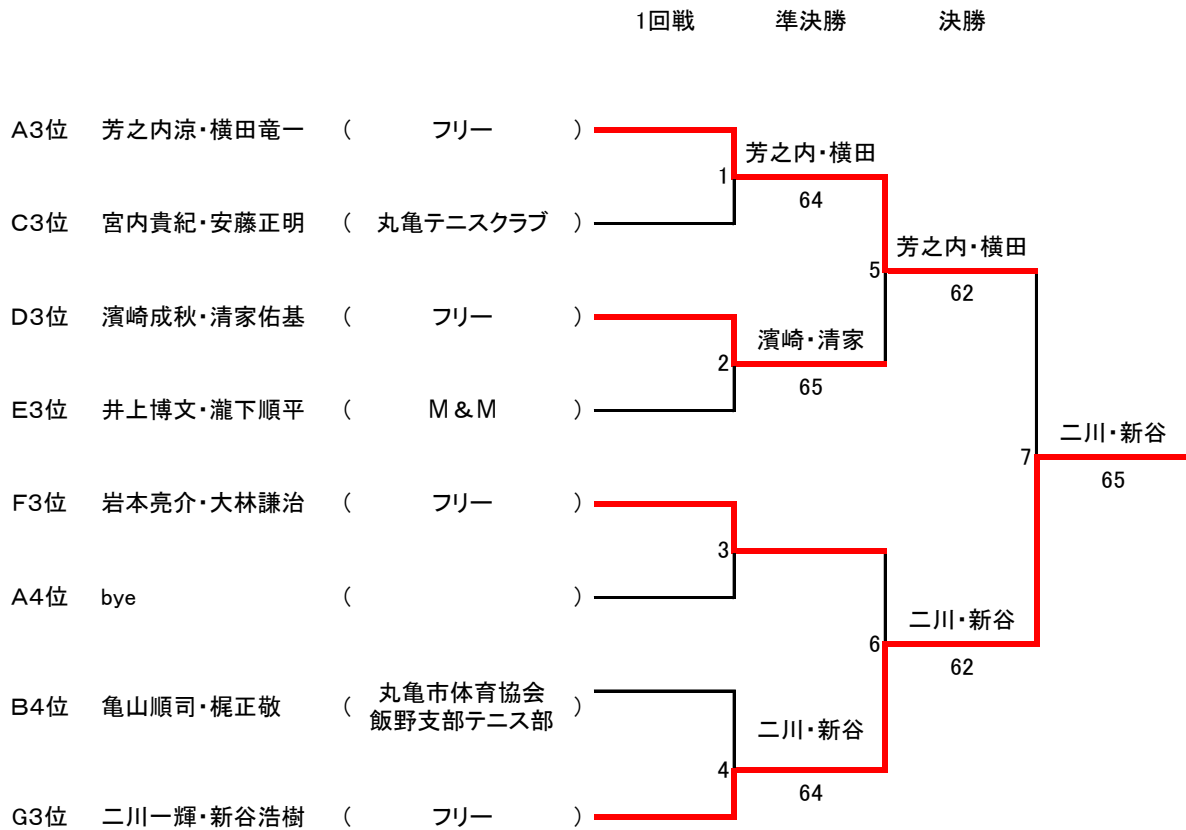 1回戦 準決勝 決勝
A3位 芳之内涼・横田竜一 ( フリー )
芳之内・横田
1
64
C3位 宮内貴紀・安藤正明 ( 丸亀テニスクラブ )
芳之内・横田
5
62
D3位 濱崎成秋・清家佑基 ( フリー )
濱崎・清家
2
65
E3位 井上博文・瀧下順平 ( M&M )
二川・新谷
7
65
F3位 岩本亮介・大林謙治 ( フリー )
3
A4位 bye ( )
二川・新谷
6
62
B4位 亀山順司・梶正敬 ( 丸亀市体育協会
飯野支部テニス部 )
二川・新谷
4
64
G3位 二川一輝・新谷浩樹 ( フリー )